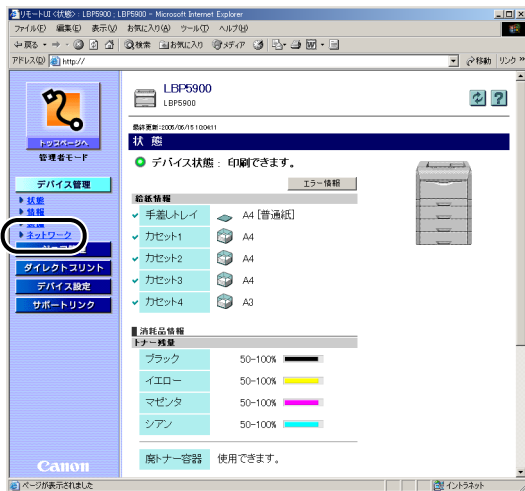 リモートUI <状態> : LBP5900 ; LBP5900 - Microsoft Internet Explorer
ファイル(F) 編集(E) 表示(V) お気に入り(A) ツール(T) ヘルプ(H)
戻る 検索 お気に入り メディア
アドレス(D) http:// 移動 リンク »
LBP5900
LBP5900
トップページへ
管理者モード
最終更新:2005/06/15 10:04:11
状 態
デバイス状態 : 印刷できます。
エラー情報
デバイス管理
状態
情報
ネットワーク
ダイレクトプリント
デバイス設定
サポートリンク
給紙情報
手差しトレイ A4 [普通紙]
カセット1 A4
カセット2 A4
カセット3 A4
カセット4 A3
消耗品情報
トナー残量
ブラック 50-100%
イエロー 50-100%
マゼンタ 50-100%
シアン 50-100%
廃トナー容器 使用できます。
Canon
ページが表示されました
イントラネット